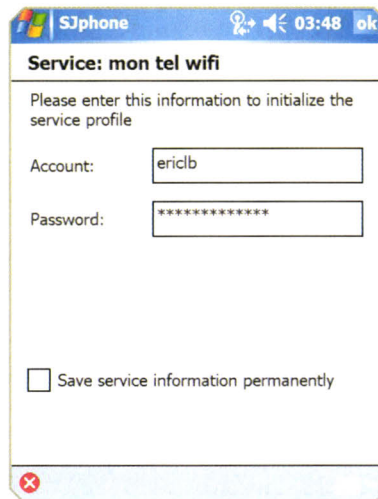 SJphone 03:48 ok
Service: mon tel wifi
Please enter this information to initialize the
service profile
Account: ericlb
Password: *************
Save service information permanently